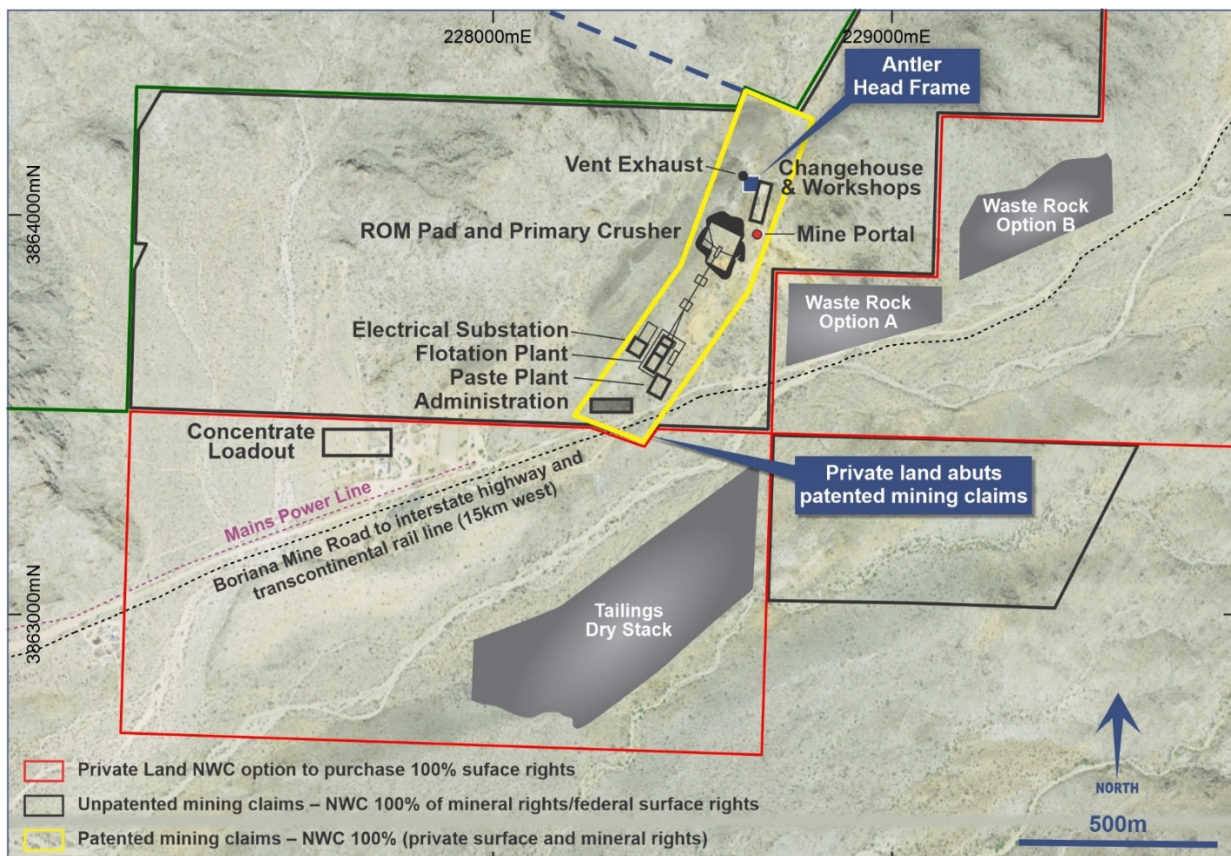 228000mE
229000mE
Antler
Head Frame
Vent Exhaust
Changehouse
& Workshops
3864000mN
ROM Pad and Primary Crusher
Mine Portal
Waste Rock
Option B
Waste Rock
Option A
Electrical Substation
Flotation Plant
Paste Plant
Administration
Concentrate
Loadout
Private land abuts
patented mining claims
Mains Power Line
Boriana Mine Road to interstate highway and
transcontinental rail line (15km west)
3863000mN
Tailings
Dry Stack
Private Land NWC option to purchase 100% suface rights
Unpatented mining claims – NWC 100% of mineral rights/federal surface rights
Patented mining claims – NWC 100% (private surface and mineral rights)
NORTH
500m